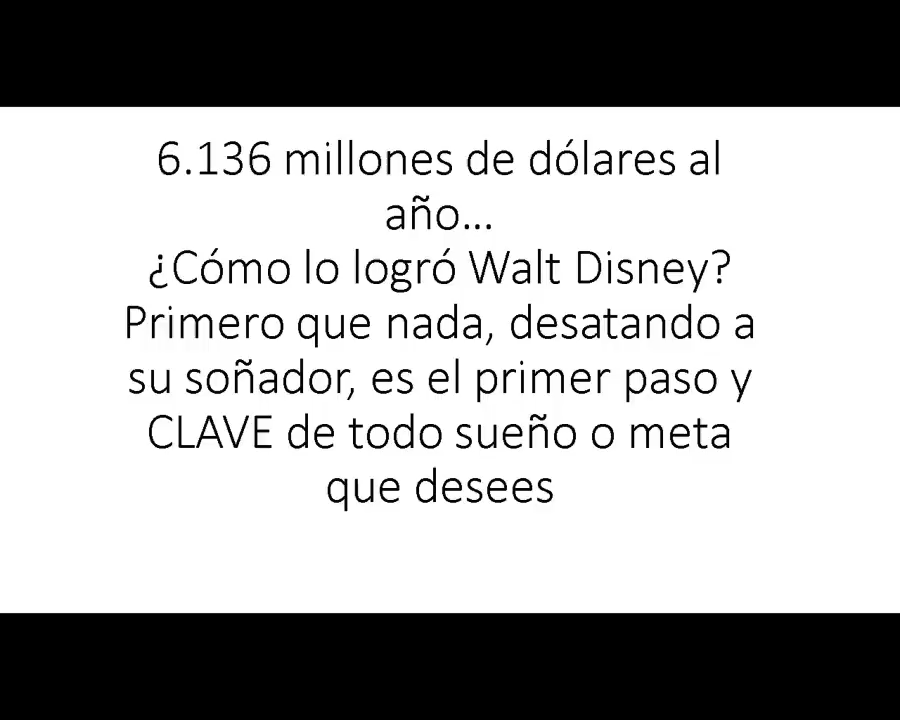 6.136 millones de dólares al
año...
¿Cómo lo logró Walt Disney?
Primero que nada, desatando a
su soñador, es el primer paso y
CLAVE de todo sueño o meta
que desees